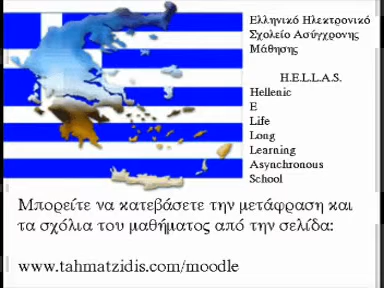 Ελληνικό Ηλεκτρονικό
Σχολείο Ασύγχρονης
Μάθησης
H.E.L.L.A.S.
Hellenic
E
Life
Long
Learning
Asynchronous
School
Μπορείτε να κατεβάσετε την μετάφραση και
τα σχόλια του μαθήματος από την σελίδα:
www.tahmatzidis.com/moodle